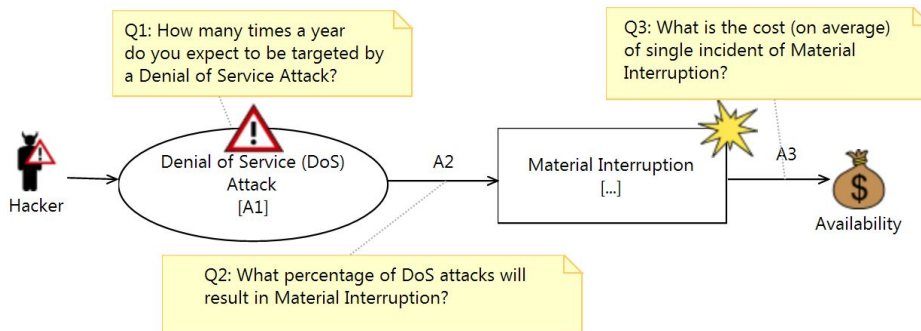 Q1: How many times a year
do you expect to be targeted by
a Denial of Service Attack?
Q3: What is the cost (on average)
of single incident of Material
Interruption?
Hacker
Denial of Service (DoS)
Attack
[A1]
A2
Material Interruption
[...]
A3
$
Availability
Q2: What percentage of DoS attacks will
result in Material Interruption?